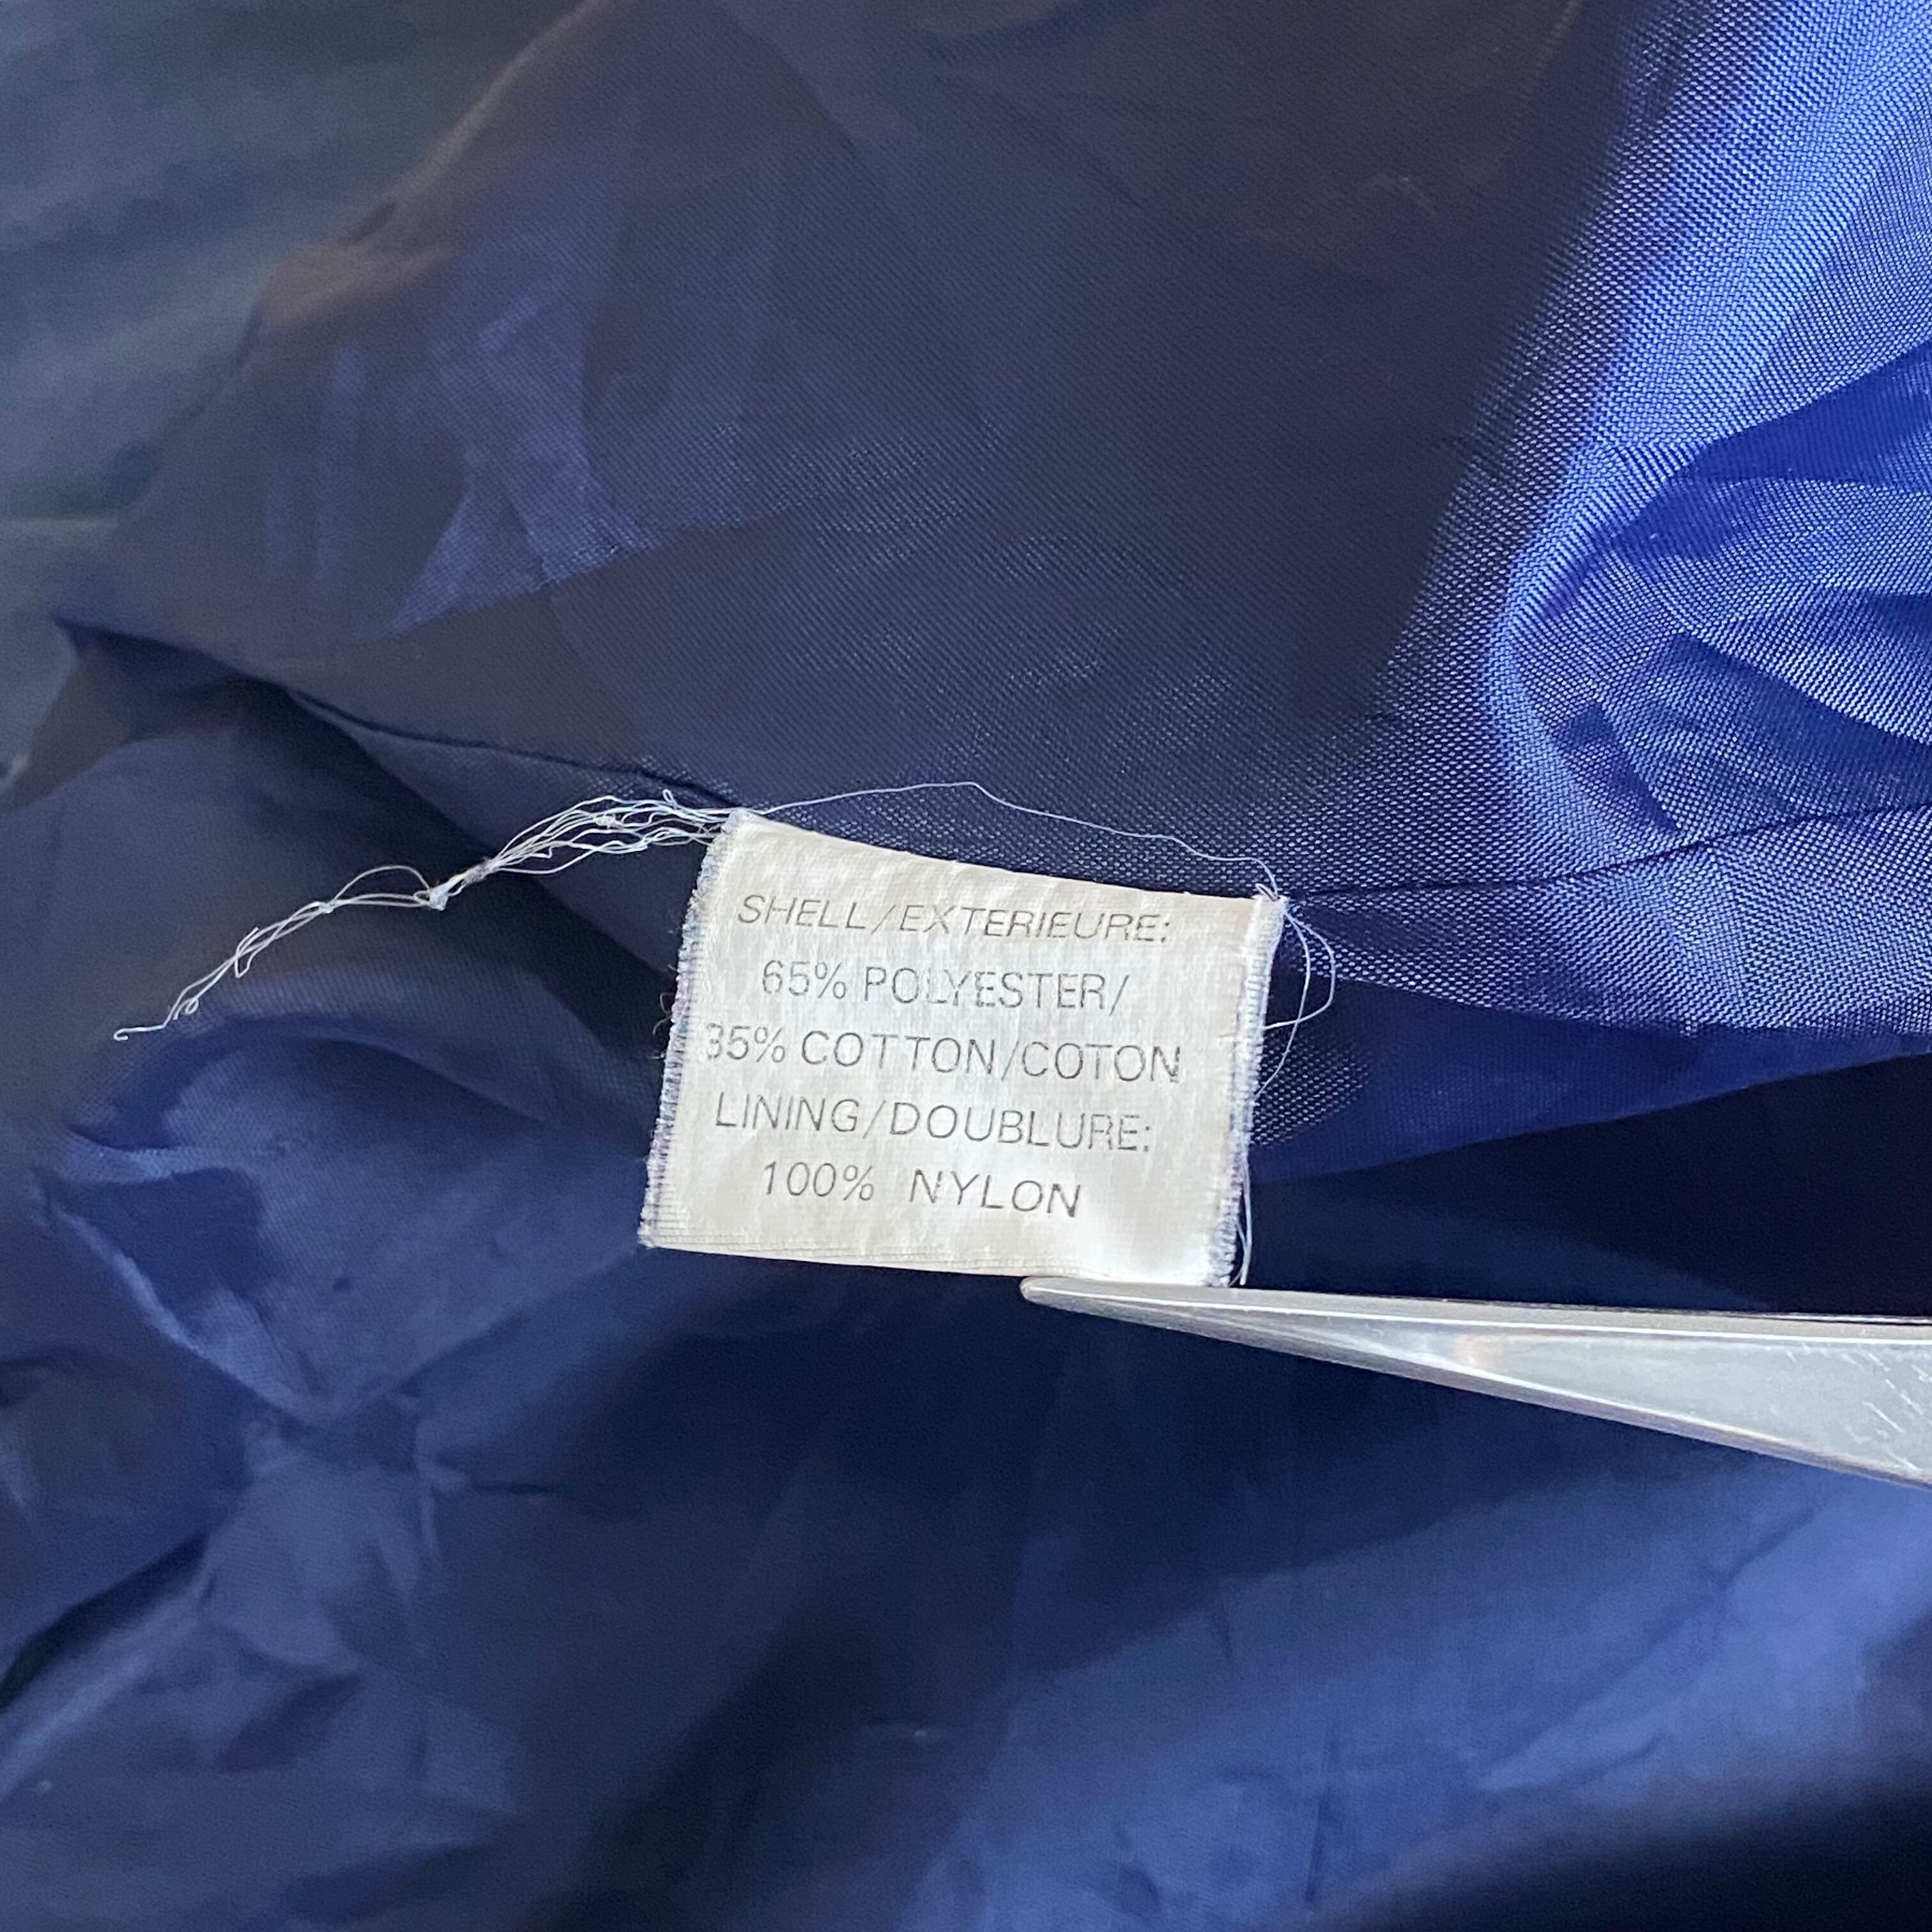 SHELL/EXTERIEURE:
65% POLYESTER/
35% COTTON/COTON
LINING/DOUBLURE:
100% NYLON